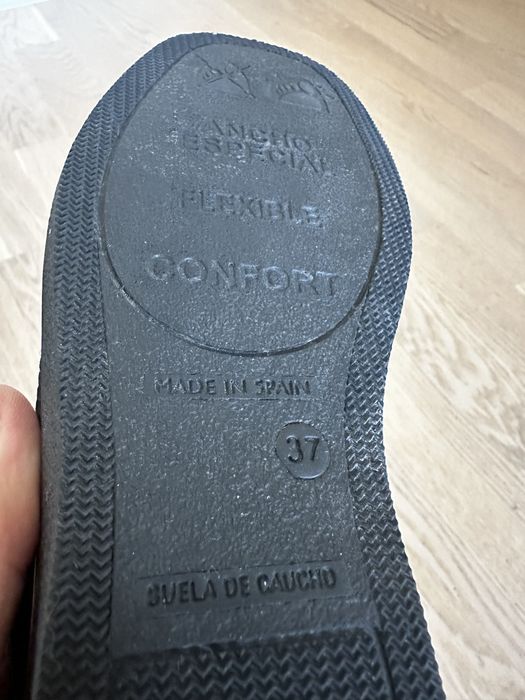 ANCHO
ESPECIAL
FLEXIBLE
CONFORT
MADE IN SPAIN
37
SUELA DE CAUCHO